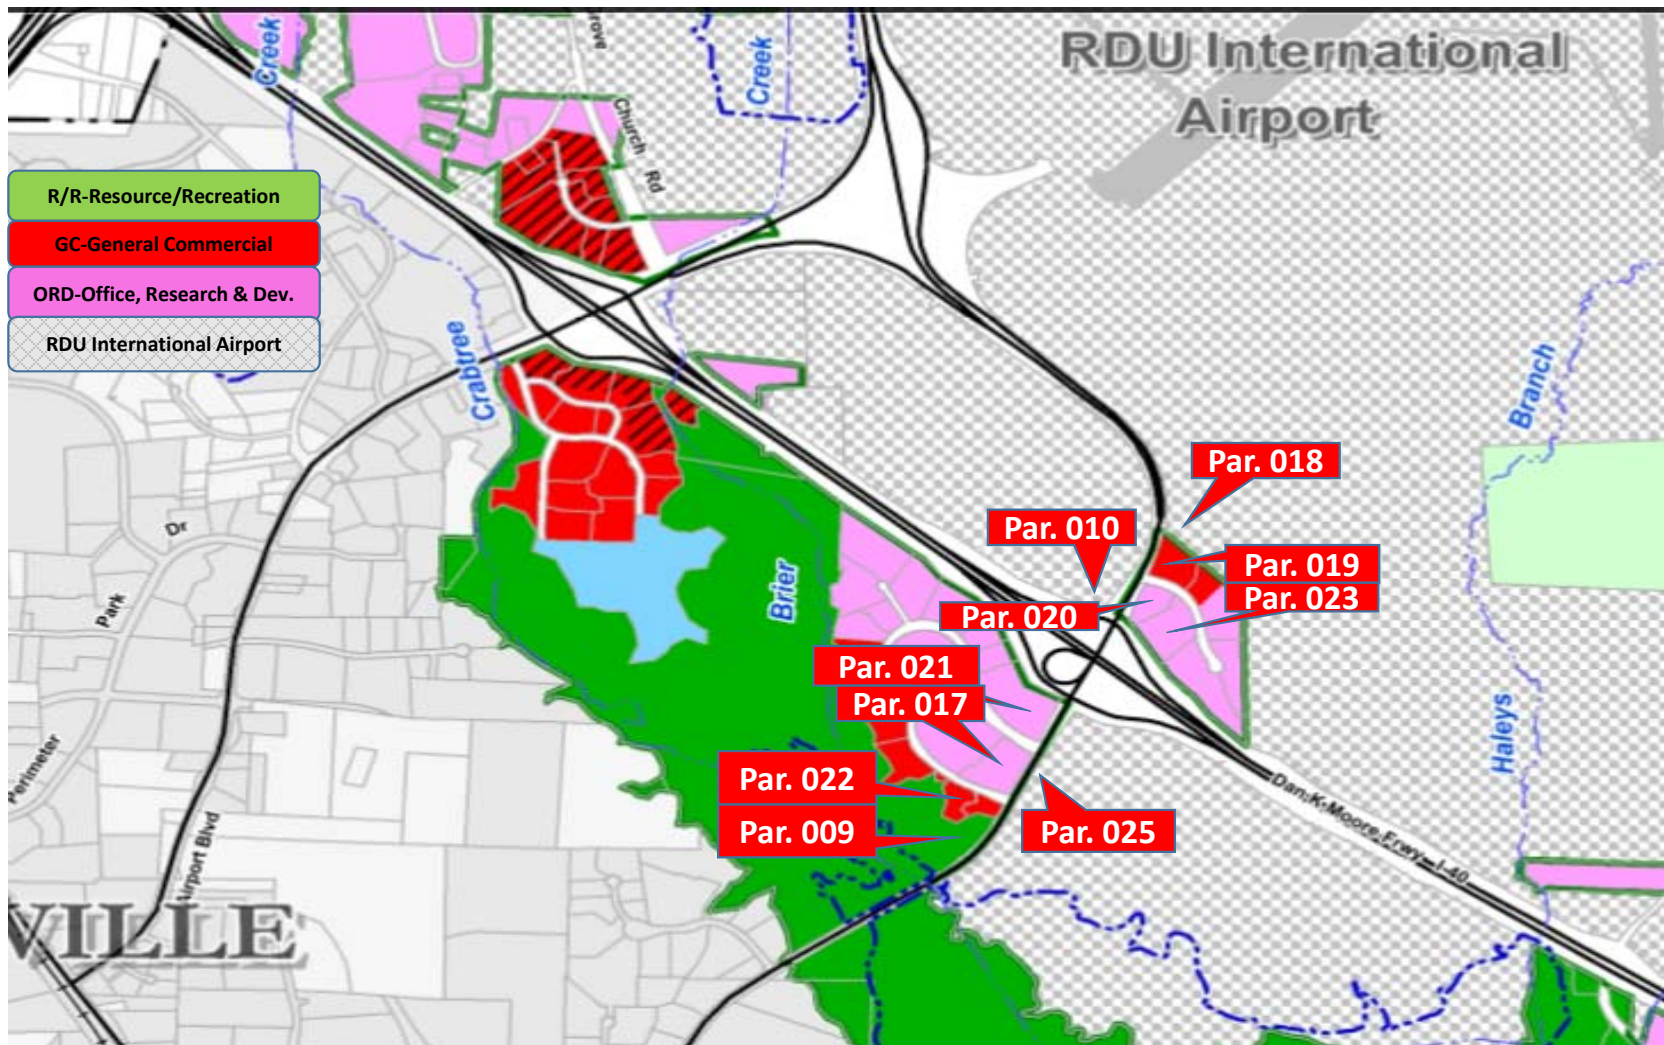 RDU International
Airport
Creek
Creek
Church
Rd
R/R-Resource/Recreation
GC-General Commercial
ORD-Office, Research & Dev.
RDU International Airport
Crabtree
Branch
Par. 018
Par. 010
Par. 019
Par. 023
Par. 020
Dr
Park
Brier
Par. 021
Par. 017
Haleys
Perimeter
Par. 022
Par. 009
Par. 025
Airport Blvd
Dan K Moore Frwy - I-40
VILLE